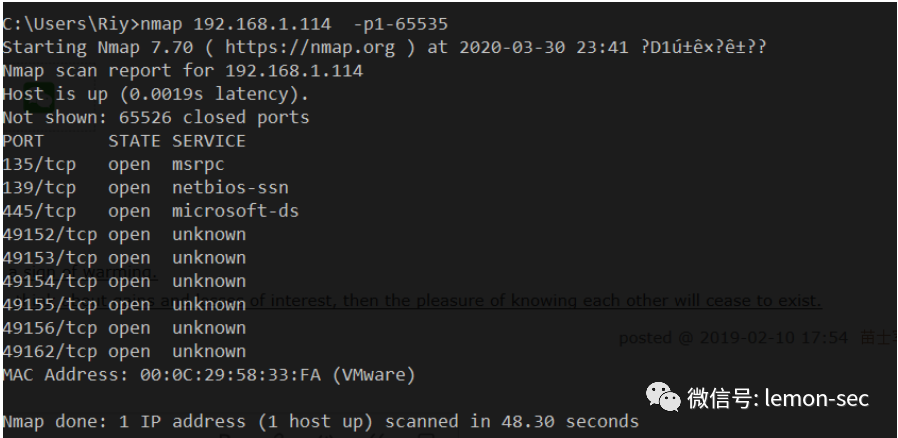 C:\Users\Riy>nmap 192.168.1.114  -p1-65535
Starting Nmap 7.70 ( https://nmap.org ) at 2020-03-30 23:41 ?D1ú±ê×?ê±??
Nmap scan report for 192.168.1.114
Host is up (0.0019s latency).
Not shown: 65526 closed ports
PORT      STATE SERVICE
135/tcp   open  msrpc
139/tcp   open  netbios-ssn
445/tcp   open  microsoft-ds
49152/tcp open  unknown
49153/tcp open  unknown
a sign of warming.
49154/tcp open  unknown
49155/tcp open  unknown
and of interest, then the pleasure of knowing each other will cease to exist.
49156/tcp open  unknown
posted @ 2019-02-10 17:54 苗士
49162/tcp open  unknown
MAC Address: 00:0C:29:58:33:FA (VMware)
微信号: lemon-sec
Nmap done: 1 IP address (1 host up) scanned in 48.30 seconds